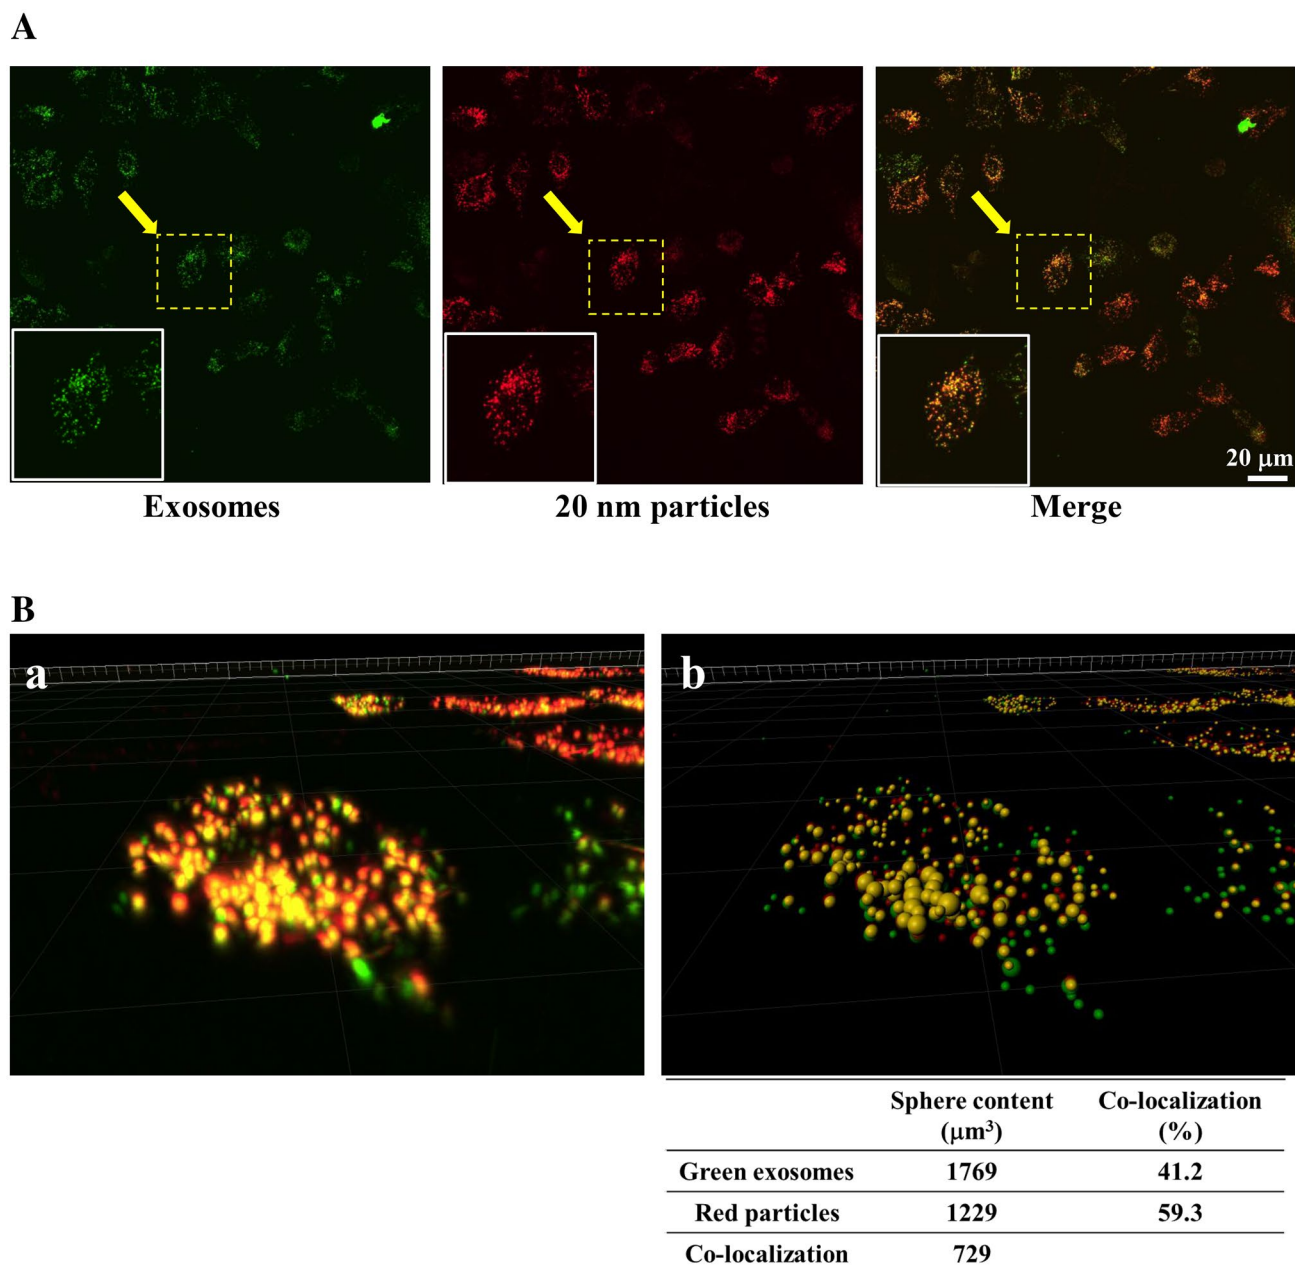 A
20 μm
Exosomes
20 nm particles
Merge
B
a
b
Sphere content
(μm³)
Co-localization
(%)
Green exosomes 1769 41.2
Red particles 1229 59.3
Co-localization 729